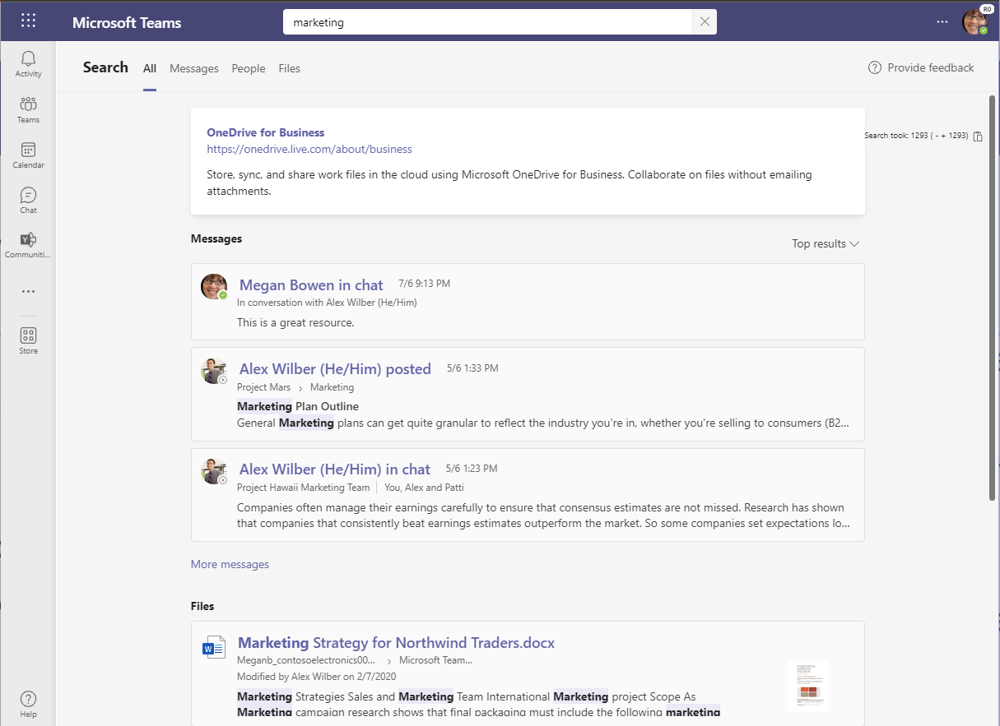 Microsoft Teams
marketing
R0
Activity
Teams
Calendar
Chat
Communiti...
Store
Help
Search All Messages People Files
Provide feedback
Search took: 1293 ( - + 1293)
OneDrive for Business
https://onedrive.live.com/about/business
Store, sync, and share work files in the cloud using Microsoft OneDrive for Business. Collaborate on files without emailing
attachments.
Messages
Top results
Megan Bowen in chat 7/6 9:13 PM
In conversation with Alex Wilber (He/Him)
This is a great resource.
Alex Wilber (He/Him) posted 5/6 1:33 PM
Project Mars > Marketing
Marketing Plan Outline
General Marketing plans can get quite granular to reflect the industry you're in, whether you're selling to consumers (B2...
Alex Wilber (He/Him) in chat 5/6 1:23 PM
Project Hawaii Marketing Team | You, Alex and Patti
Companies often manage their earnings carefully to ensure that consensus estimates are not missed. Research has shown
that companies that consistently beat earnings estimates outperform the market. So some companies set expectations lo...
More messages
Files
W
Marketing Strategy for Northwind Traders.docx
Meganb_contosoelectronics00... > Microsoft Team...
Modified by Alex Wilber on 2/7/2020
Marketing Strategies Sales and Marketing Team International Marketing project Scope As
Marketing campaign research shows that final packaging must include the following marketing